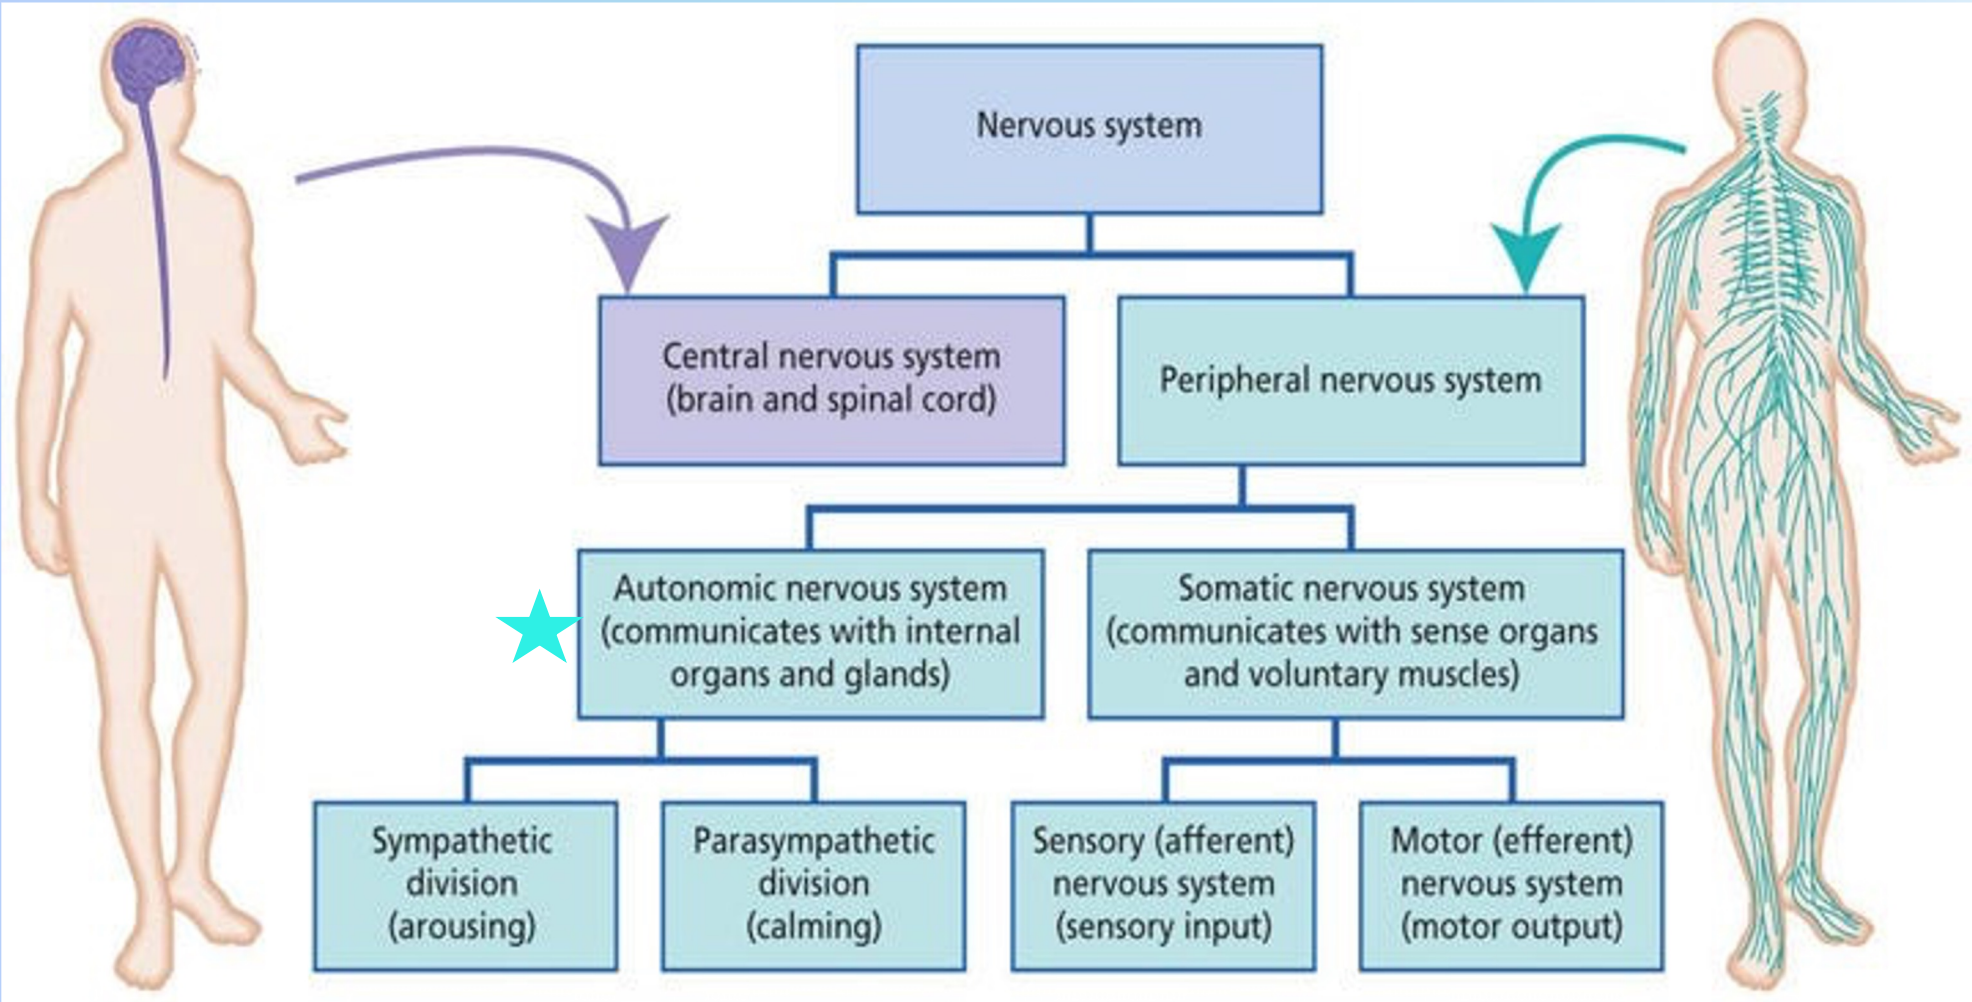 Nervous system
Central nervous system
(brain and spinal cord)
Peripheral nervous system
Autonomic nervous system
(communicates with internal
organs and glands)
Somatic nervous system
(communicates with sense organs
and voluntary muscles)
Sympathetic
division
(arousing)
Parasympathetic
division
(calming)
Sensory (afferent)
nervous system
(sensory input)
Motor (efferent)
nervous system
(motor output)